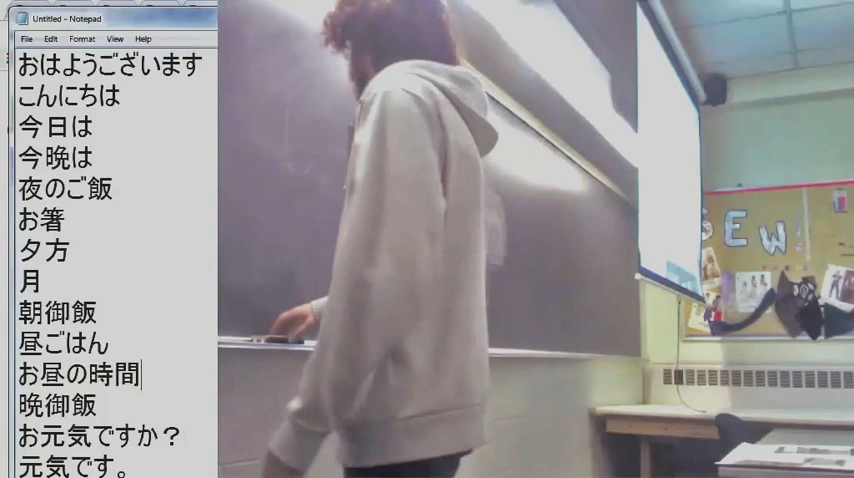 Untitled - Notepad
File Edit Format View Help
おはようございます
こんにちは
今日は
今晩は
夜のご飯
お箸
夕方
月
朝御飯
昼ごはん
お昼の時間
晩御飯
お元気ですか？
元気です。
SEW